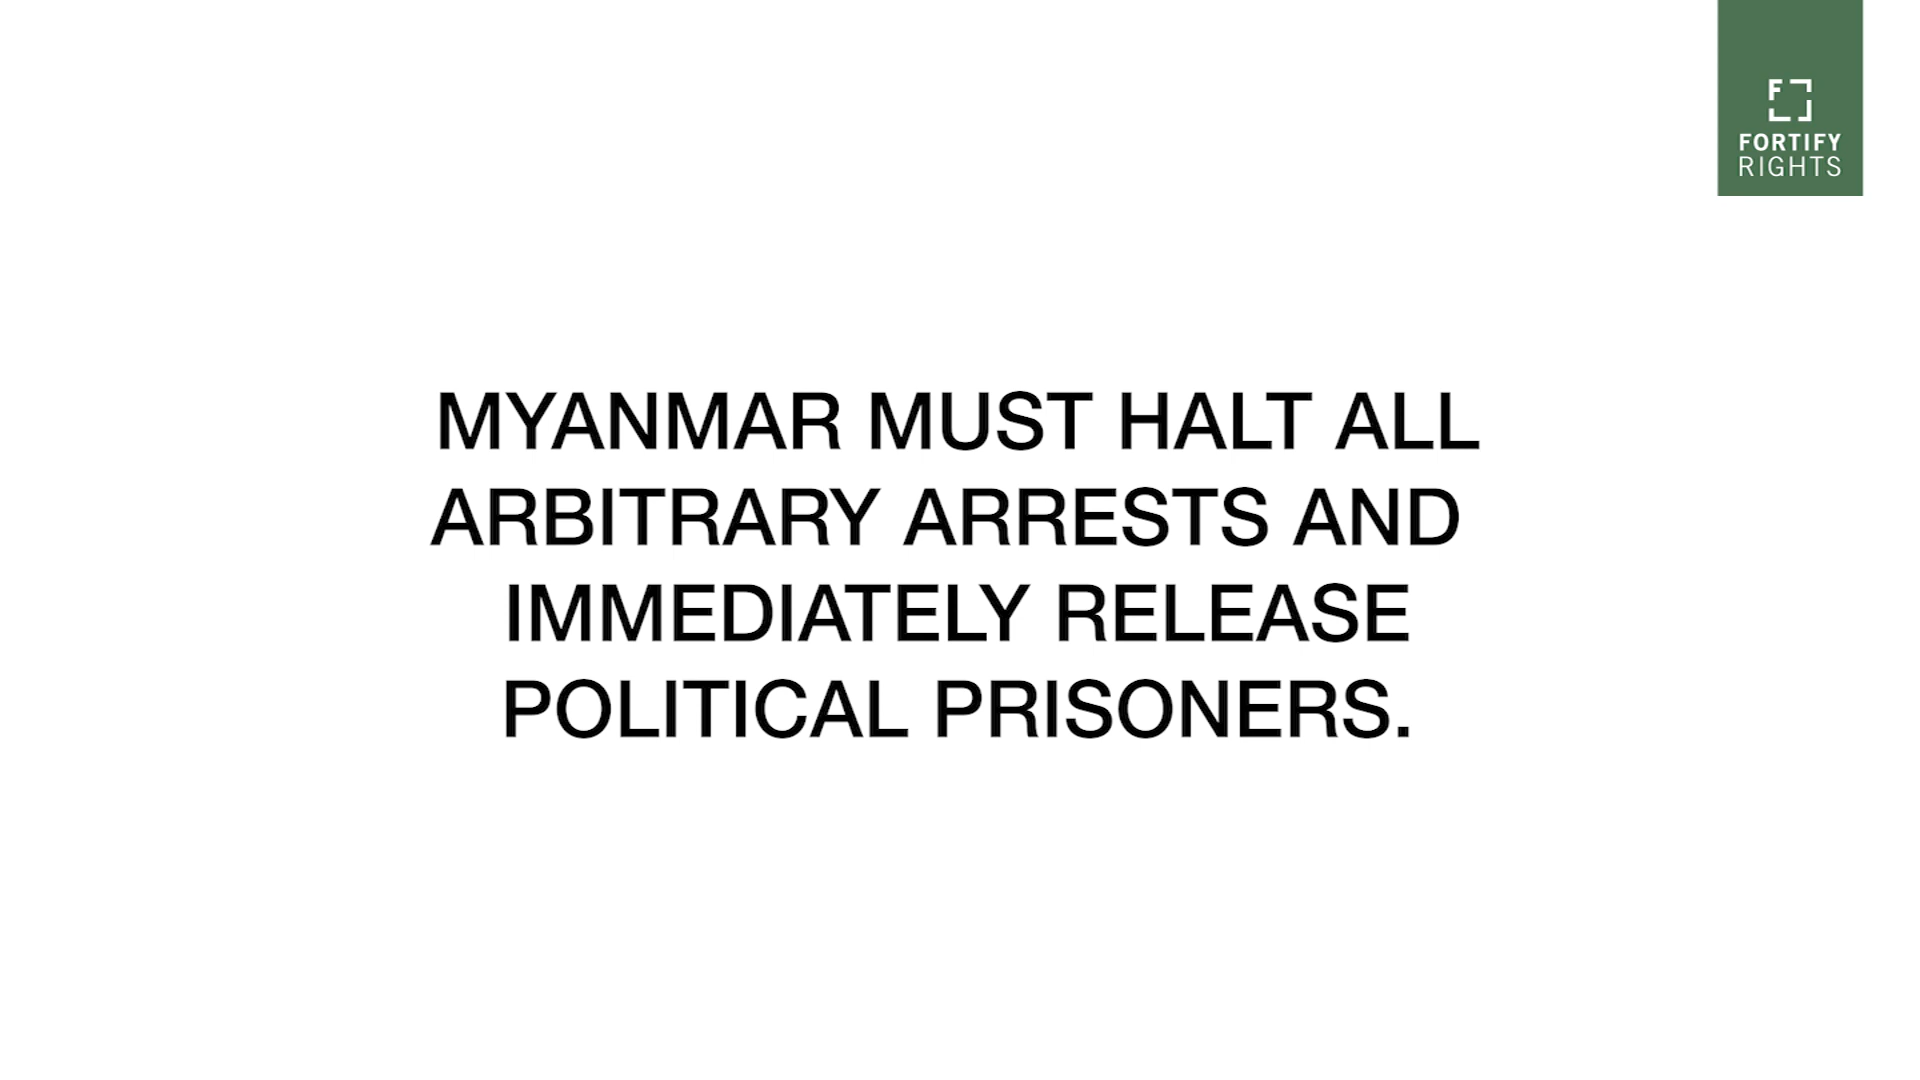 F
FORTIFY
RIGHTS
MYANMAR MUST HALT ALL
ARBITRARY ARRESTS AND
IMMEDIATELY RELEASE
POLITICAL PRISONERS.